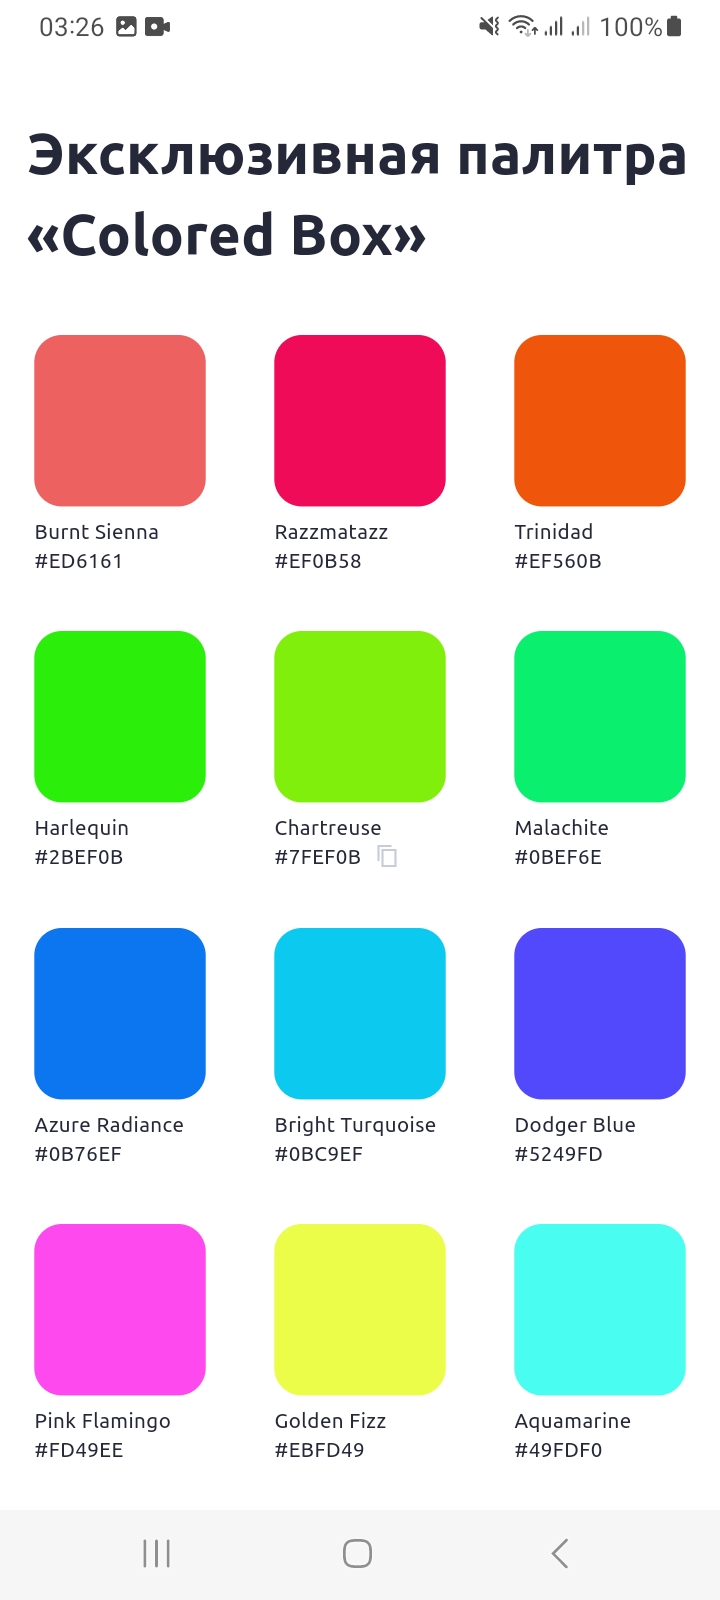 03:26 100%
Эксклюзивная палитра
«Colored Box»
Burnt Sienna
#ED6161
Razzmatazz
#EF0B58
Trinidad
#EF560B
Harlequin
#2BEF0B
Chartreuse
#7FEF0B
Malachite
#0BEF6E
Azure Radiance
#0B76EF
Bright Turquoise
#0BC9EF
Dodger Blue
#5249FD
Pink Flamingo
#FD49EE
Golden Fizz
#EBFD49
Aquamarine
#49FDF0